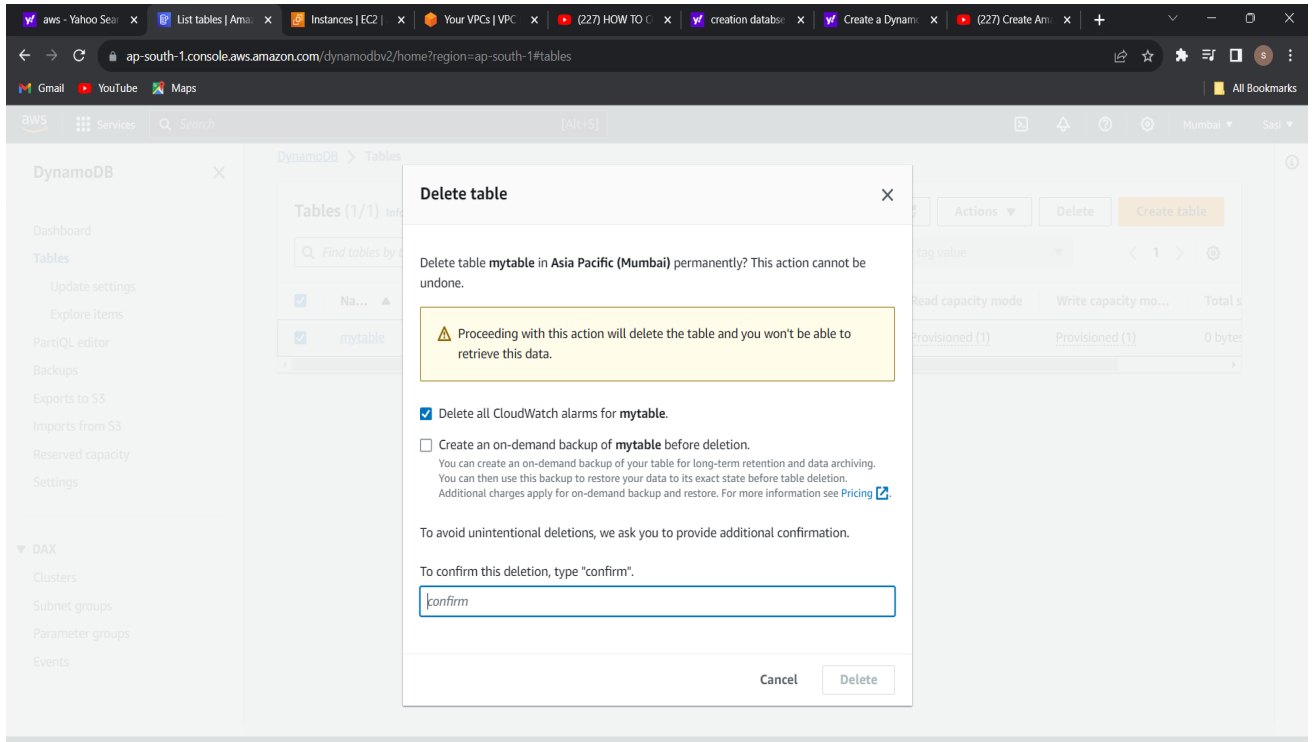 aws - Yahoo Sear
List tables | Amaz
Instances | EC2 |
Your VPCs | VPC
(227) HOW TO C
creation databse
Create a Dynamo
(227) Create Ama
ap-south-1.console.aws.amazon.com/dynamodbv2/home?region=ap-south-1#tables
Gmail YouTube Maps All Bookmarks
aws Services Search [Alt+S] Mumbai Sasi
DynamoDB
Dashboard
Tables
Update settings
Explore items
PartiQL editor
Backups
Exports to S3
Imports from S3
Reserved capacity
Settings
DAX
Clusters
Subnet groups
Parameter groups
Events
DynamoDB > Tables
Tables (1/1) Info
Actions Delete Create table
Find tables by t
tag value
1
Na... Read capacity mode Write capacity mo... Total s
mytable Provisioned (1) Provisioned (1) 0 bytes
Delete table
Delete table mytable in Asia Pacific (Mumbai) permanently? This action cannot be
undone.
Proceeding with this action will delete the table and you won't be able to
retrieve this data.
Delete all CloudWatch alarms for mytable.
Create an on-demand backup of mytable before deletion.
You can create an on-demand backup of your table for long-term retention and data archiving.
You can then use this backup to restore your data to its exact state before table deletion.
Additional charges apply for on-demand backup and restore. For more information see Pricing.
To avoid unintentional deletions, we ask you to provide additional confirmation.
To confirm this deletion, type "confirm".
confirm
Cancel Delete